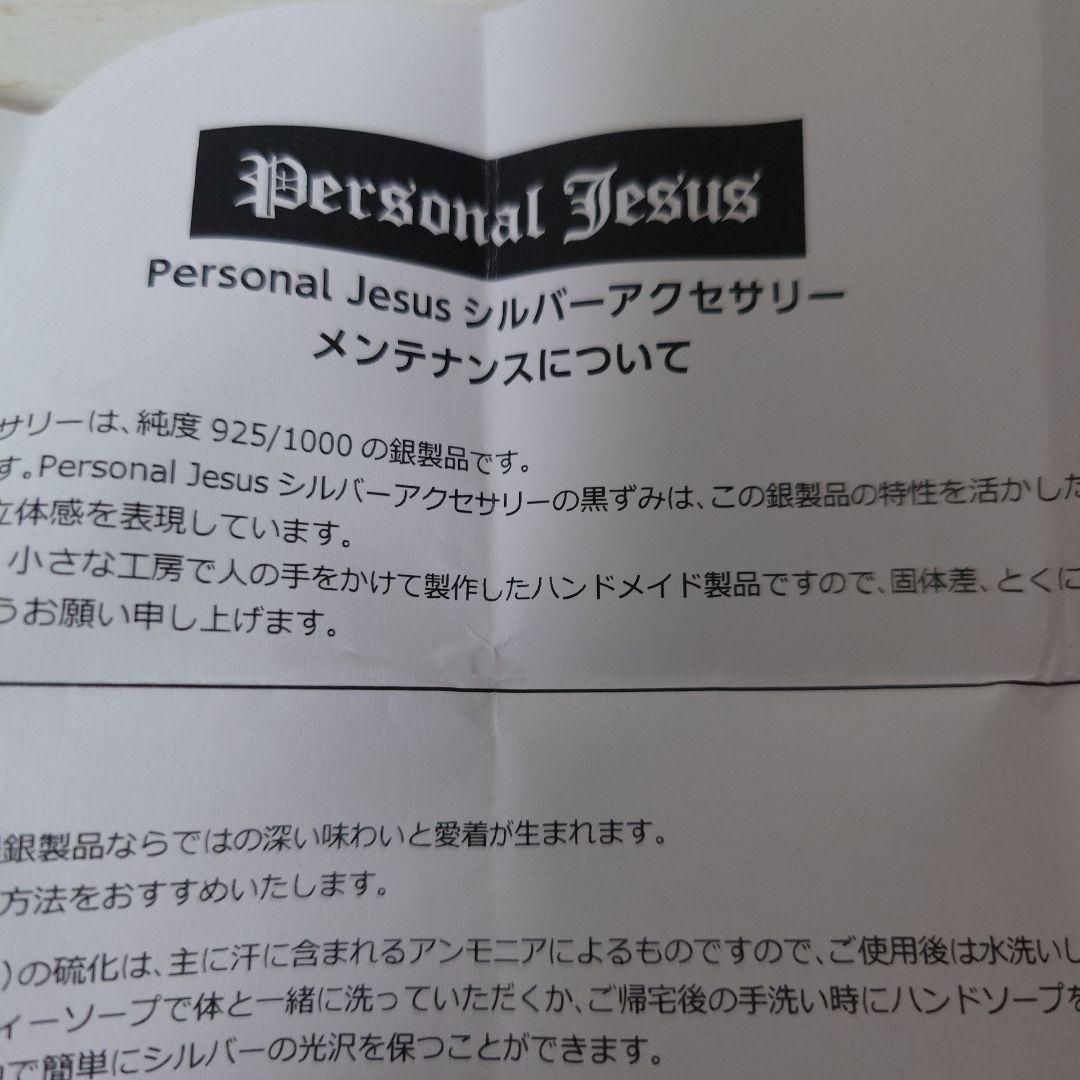 Personal Jesus
Personal Jesus シルバーアクセサリー
メンテナンスについて
サリーは、純度 925/1000 の銀製品です。
す。Personal Jesus シルバーアクセサリーの黒ずみは、この銀製品の特性を活かした
立体感を表現しています。
小さな工房で人の手をかけて製作したハンドメイド製品ですので、固体差、とくに
うお願い申し上げます。
銀製品ならではの深い味わいと愛着が生まれます。
方法をおすすめいたします。
)の硫化は、主に汗に含まれるアンモニアによるものですので、ご使用後は水洗いし
ィーソープで体と一緒に洗っていただくか、ご帰宅後の手洗い時にハンドソープを
で簡単にシルバーの光沢を保つことができます。